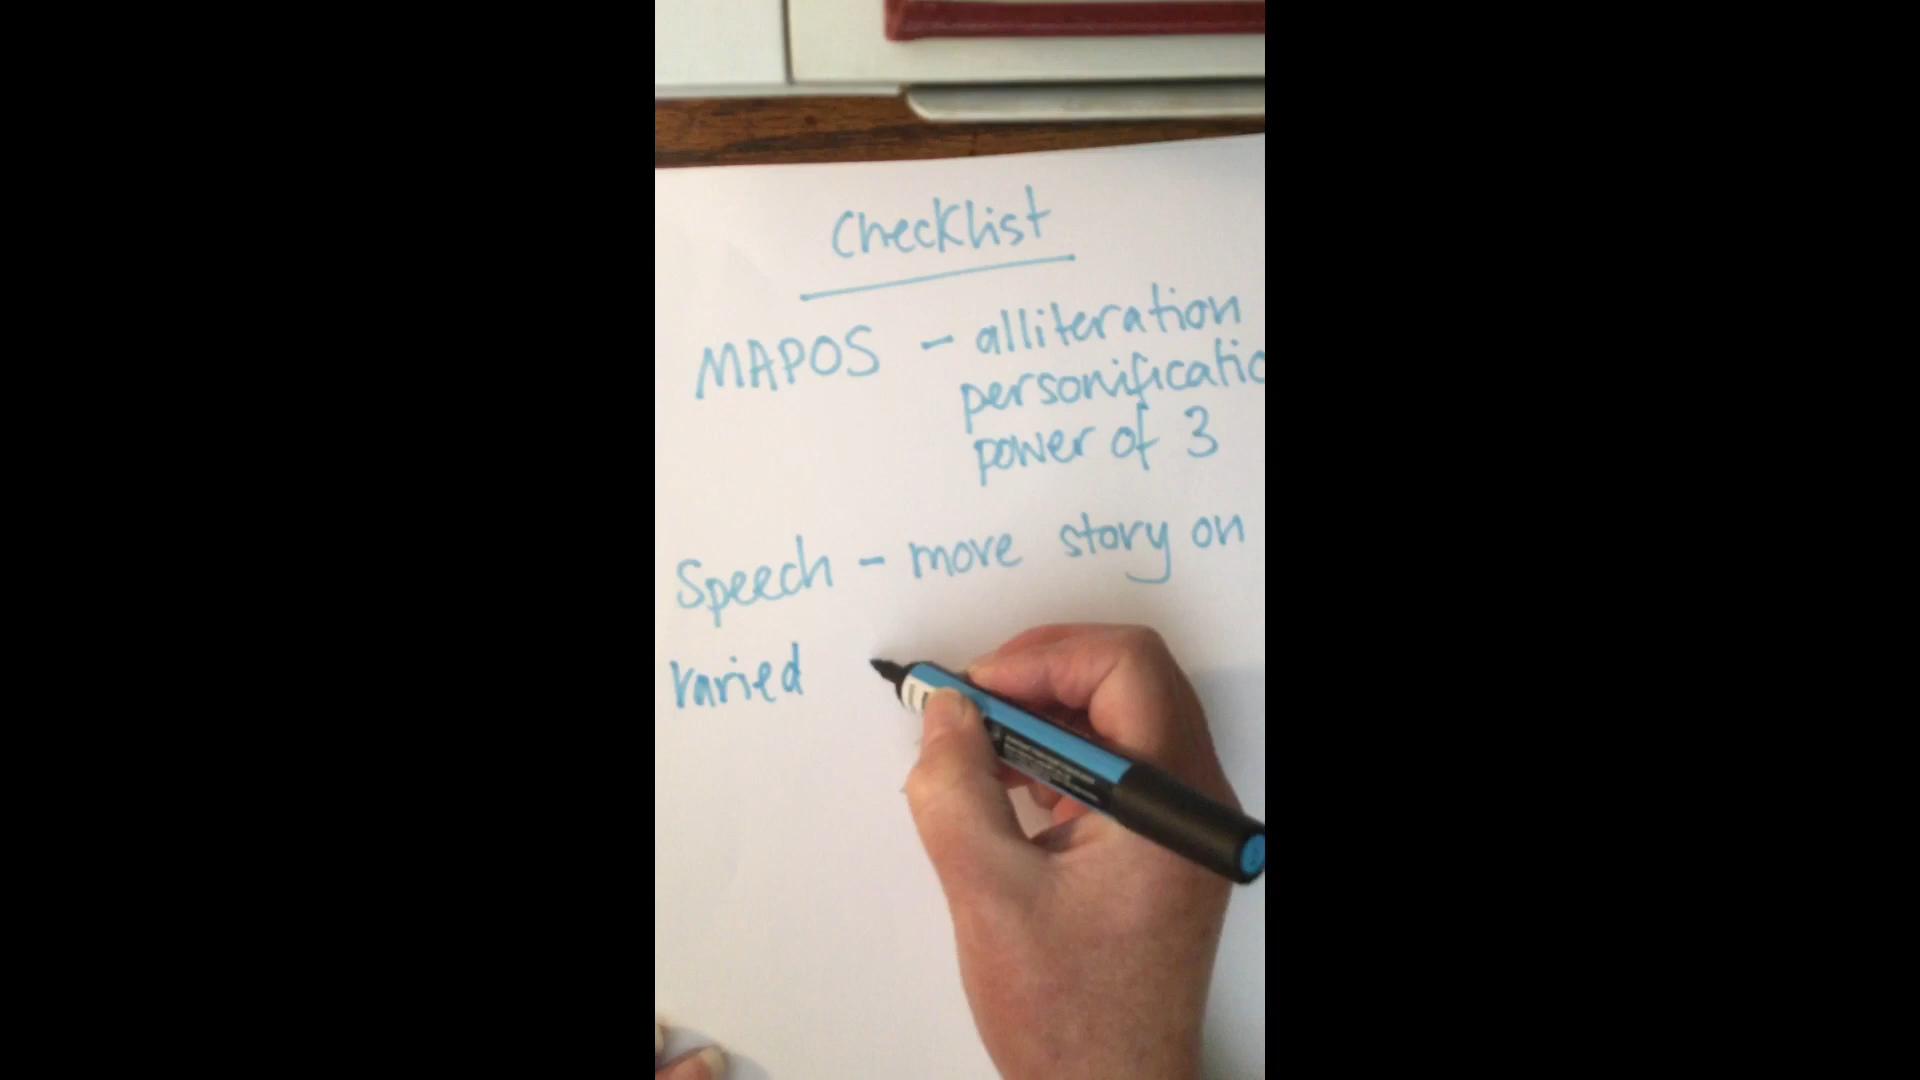 Checklist
MAPOS - alliteration
personificatio
power of 3
Speech - move story on
varied